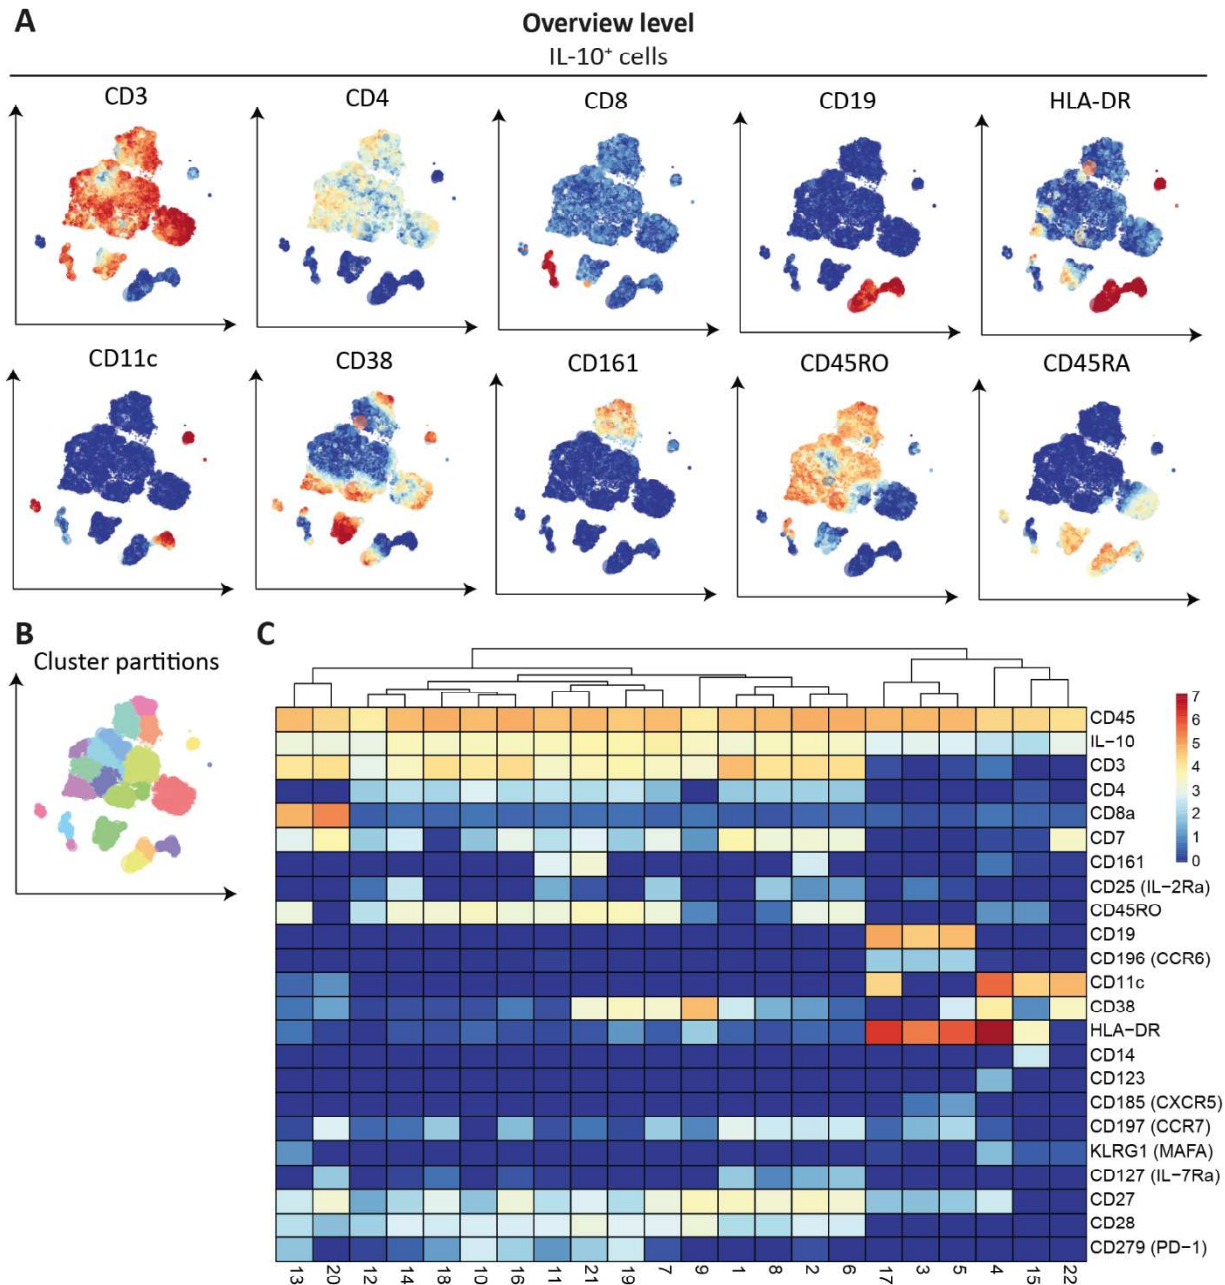 A
Overview level
IL-10⁺ cells
CD3 CD4 CD8 CD19 HLA-DR
CD11c CD38 CD161 CD45RO CD45RA
B
Cluster partitions
C
7
6
5
4
3
2
1
0
CD45
IL−10
CD3
CD4
CD8a
CD7
CD161
CD25 (IL−2Ra)
CD45RO
CD19
CD196 (CCR6)
CD11c
CD38
HLA−DR
CD14
CD123
CD185 (CXCR5)
CD197 (CCR7)
KLRG1 (MAFA)
CD127 (IL−7Ra)
CD27
CD28
CD279 (PD−1)
13 20 12 14 18 10 16 11 21 19 7 9 1 8 2 6 17 3 5 4 15 22